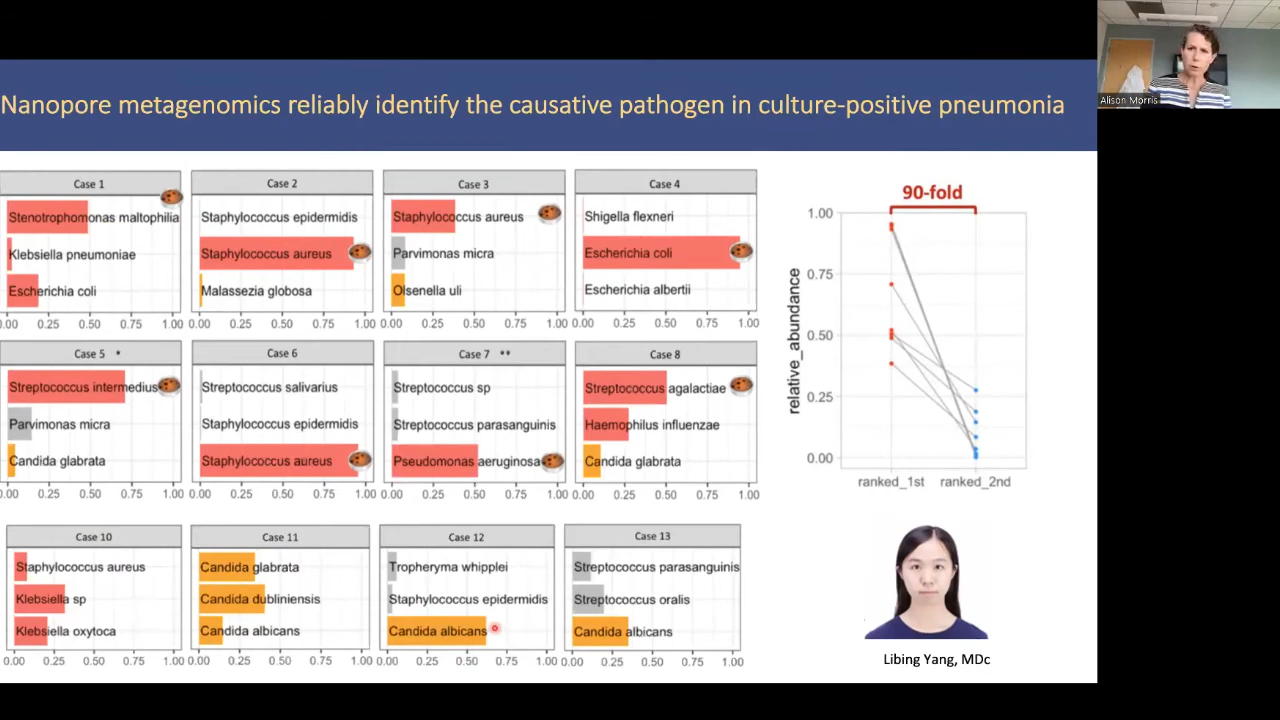 Alison Morris
Nanopore metagenomics reliably identify the causative pathogen in culture-positive pneumonia
Case 1
Stenotrophomonas maltophilia
Klebsiella pneumoniae
Escherichia coli
0.00 0.25 0.50 0.75 1.00
Case 2
Staphylococcus epidermidis
Staphylococcus aureus
Malassezia globosa
0.00 0.25 0.50 0.75 1.00
Case 3
Staphylococcus aureus
Parvimonas micra
Olsenella uli
0.00 0.25 0.50 0.75 1.00
Case 4
Shigella flexneri
Escherichia coli
Escherichia albertii
0.00 0.25 0.50 0.75 1.00
Case 5 *
Streptococcus intermedius
Parvimonas micra
Candida glabrata
0.00 0.25 0.50 0.75 1.00
Case 6
Streptococcus salivarius
Staphylococcus epidermidis
Staphylococcus aureus
0.00 0.25 0.50 0.75 1.00
Case 7 **
Streptococcus sp
Streptococcus parasanguinis
Pseudomonas aeruginosa
0.00 0.25 0.50 0.75 1.00
Case 8
Streptococcus agalactiae
Haemophilus influenzae
Candida glabrata
0.00 0.25 0.50 0.75 1.00
Case 10
Staphylococcus aureus
Klebsiella sp
Klebsiella oxytoca
0.00 0.25 0.50 0.75 1.00
Case 11
Candida glabrata
Candida dubliniensis
Candida albicans
0.00 0.25 0.50 0.75 1.00
Case 12
Tropheryma whipplei
Staphylococcus epidermidis
Candida albicans
0.00 0.25 0.50 0.75 1.00
Case 13
Streptococcus parasanguinis
Streptococcus oralis
Candida albicans
0.00 0.25 0.50 0.75 1.00
90-fold
relative_abundance
1.00
0.75
0.50
0.25
0.00
ranked_1st ranked_2nd
Libing Yang, MDc